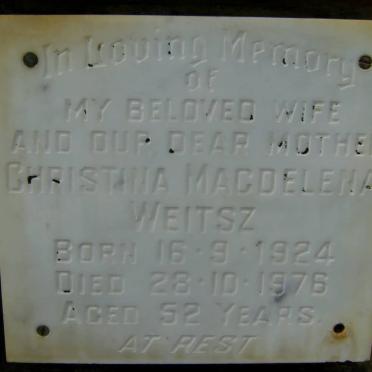 In Loving Memory
of
MY BELOVED WIFE
AND OUR DEAR MOTHER
CHRISTINA MAGDELENA
WEITSZ
BORN 16·9·1924
DIED 28·10·1976
AGED 52 YEARS.
AT REST